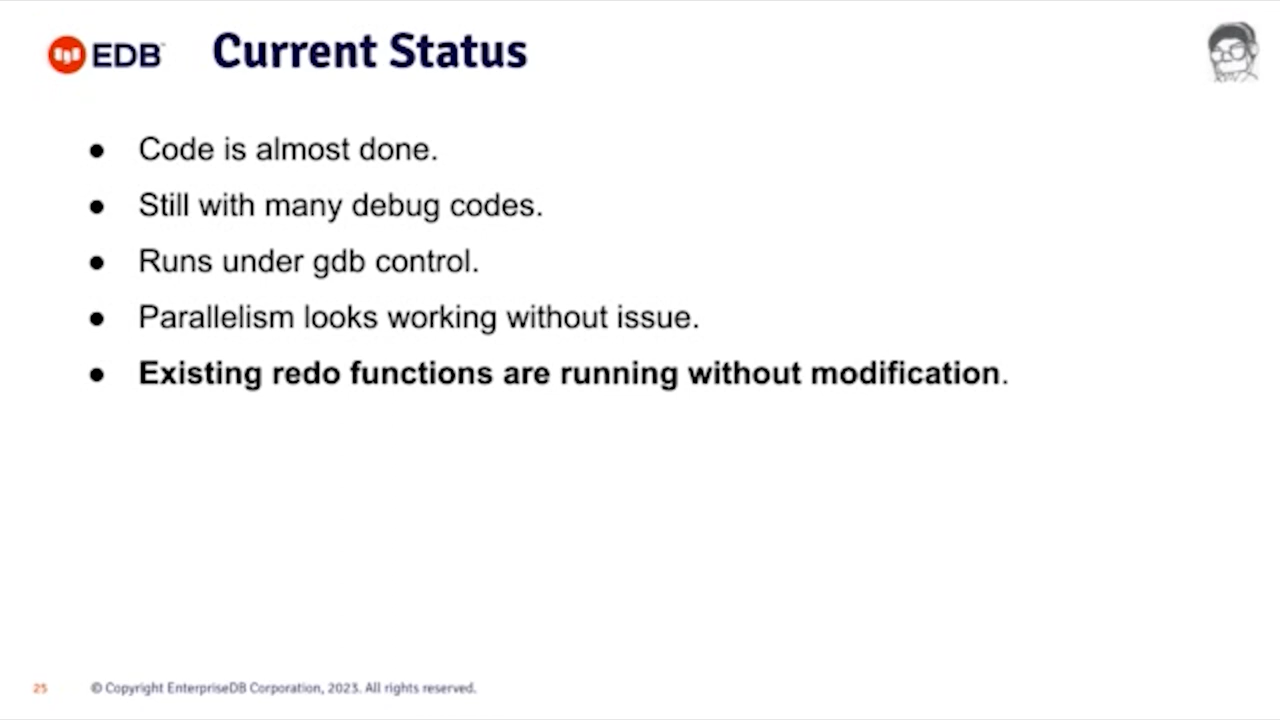 EDB Current Status
● Code is almost done.
● Still with many debug codes.
● Runs under gdb control.
● Parallelism looks working without issue.
● Existing redo functions are running without modification.
25 © Copyright EnterpriseDB Corporation, 2023. All rights reserved.